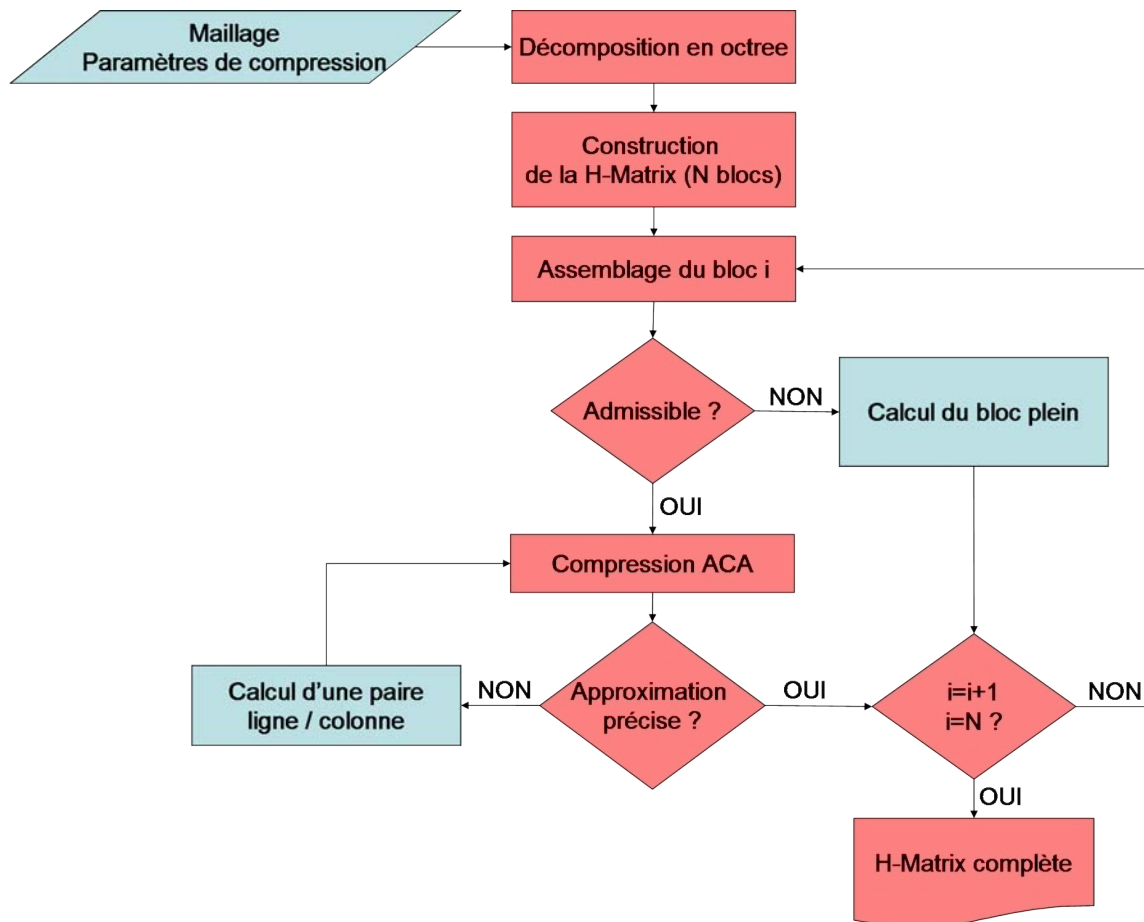 Maillage
Paramètres de compression
Décomposition en octree
Construction
de la H-Matrix (N blocs)
Assemblage du bloc i
Admissible ?
NON
Calcul du bloc plein
OUI
Compression ACA
Calcul d'une paire
ligne / colonne
NON
Approximation
précise ?
OUI
i=i+1
i=N ?
NON
OUI
H-Matrix complète